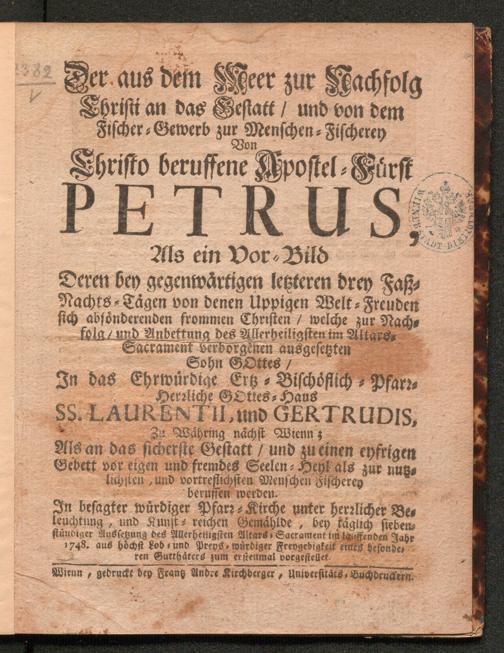 2382
Der aus dem Meer zur Nachfolg
Christi an das Gestatt / und von dem
Fischer-Gewerb zur Menschen-Fischerey
Von
Christo beruffene Apostel-Fürst
PETRUS,
Als ein Vor-Bild
Deren bey gegenwärtigen letzteren drey Faß-
Nachts-Tägen von denen Uppigen Welt-Freuden
sich absönderenden frommen Christen / welche zur Nach-
folg / und Anbettung des Allerheiligsten im Altars-
Sacrament verborgenen ausgesetzten
Sohn GOttes /
In das Ehrwürdige Ertz-Bischöflich-Pfarr-
Herrliche GOttes-Haus
SS. LAURENTII, und GERTRUDIS,
Zu Währing nächst Wienn;
Als an das sicherste Gestatt / und zu einen eyfrigen
Gebett vor eigen und fremdes Seelen-Heyl als zur nutz-
lichsten, und vortreflichsten Menschen Fischerey
beruffen werden.
In besagter würdiger Pfarr-Kirche unter herrlicher Be-
leuchtung, und Kunst-reichen Gemählde, bey täglich sieben-
ständiger Aussetzung des Allerheiligsten Altars-Sacrament im lauffenden Jahr
1748. aus höchst Lob- und Preys-würdiger Freygebigkeit eines besonde-
ren Gutthäters zum erstenmal vorgestellet.
Wienn, gedruckt bey Frantz Andre Kirchberger, Universitäts-Buchdruckern.